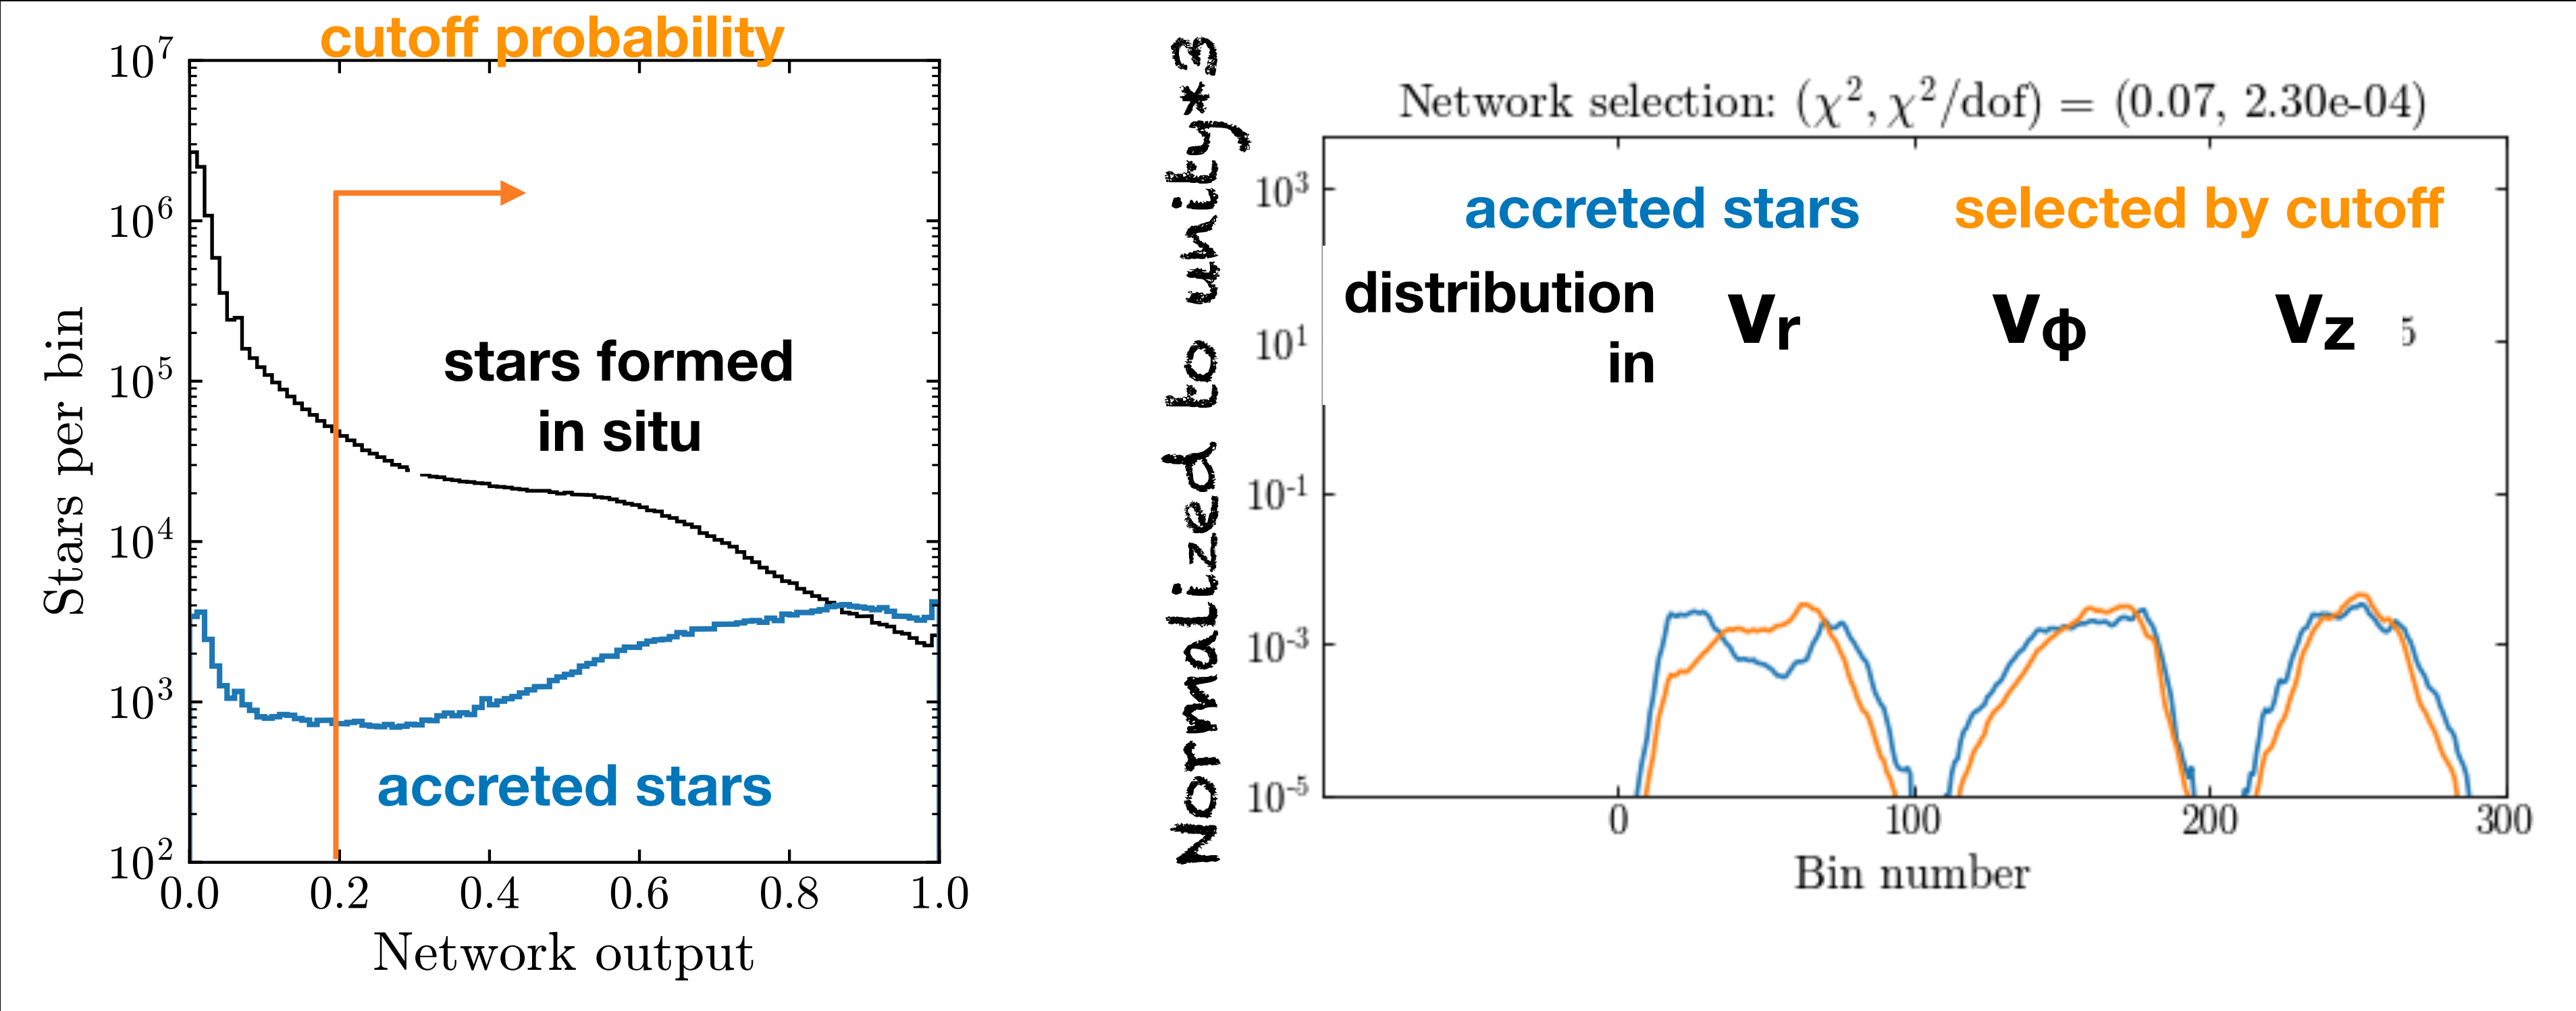 cutoff probability
10^7
10^6
10^5
10^4
10^3
10^2
Stars per bin
stars formed
in situ
accreted stars
0.0 0.2 0.4 0.6 0.8 1.0
Network output
Normalized to unity*3
Network selection: (χ², χ²/dof) = (0.07, 2.30e-04)
10^3
10^1
10^-1
10^-3
10^-5
accreted stars selected by cutoff
distribution
in
v_r v_ϕ v_z 5
0 100 200 300
Bin number